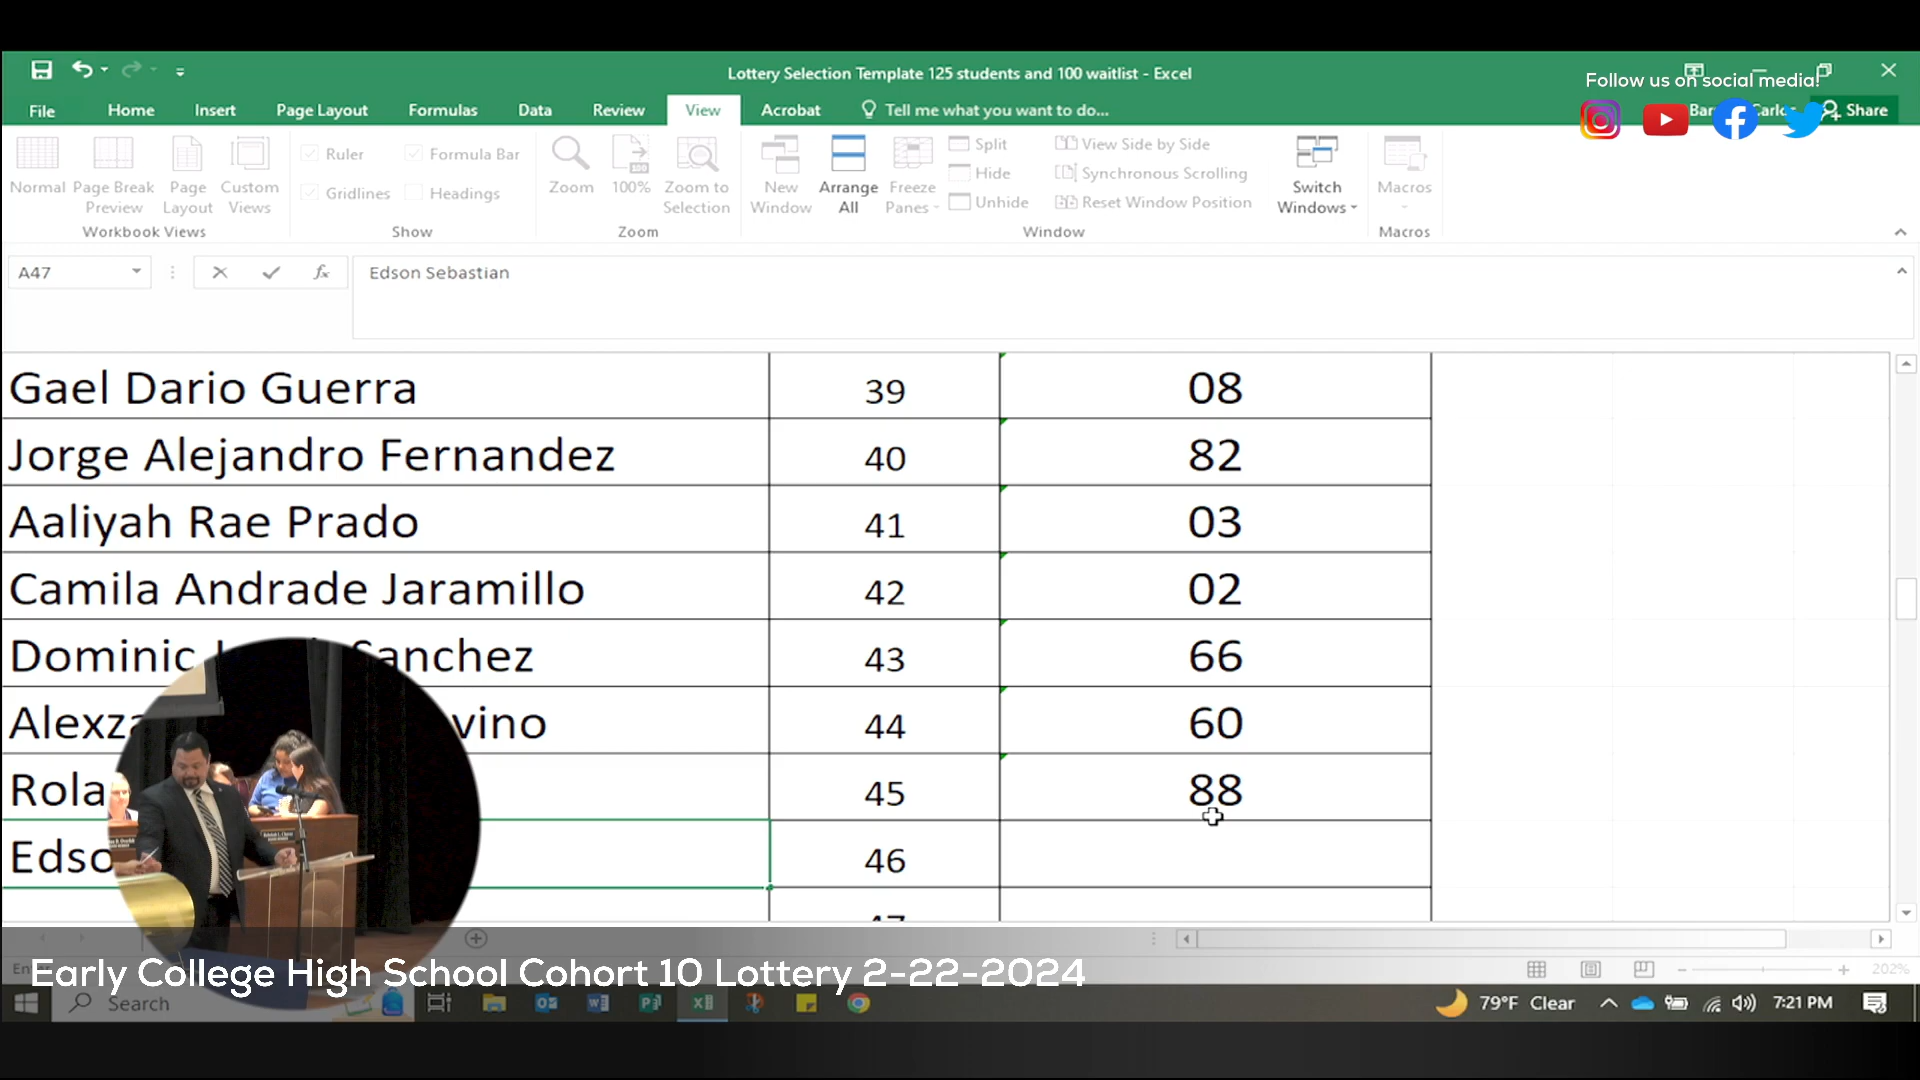 Lottery Selection Template 125 students and 100 waitlist - Excel
Follow us on social media!
File Home Insert Page Layout Formulas Data Review View Acrobat Tell me what you want to do... Share
Normal Page Break Preview Page Layout Custom Views
Workbook Views
Ruler Formula Bar
Gridlines Headings
Show
Zoom 100% Zoom to Selection
Zoom
New Window Arrange All Freeze Panes
Split
Hide
Unhide
View Side by Side
Synchronous Scrolling
Reset Window Position
Switch Windows
Window
Macros
Macros
A47 fx Edson Sebastian
Gael Dario Guerra 39 08
Jorge Alejandro Fernandez 40 82
Aaliyah Rae Prado 41 03
Camila Andrade Jaramillo 42 02
Dominic Sanchez 43 66
44 60
45 88
46
47
202%
Early College High School Cohort 10 Lottery 2-22-2024
Search 79°F Clear 7:21 PM